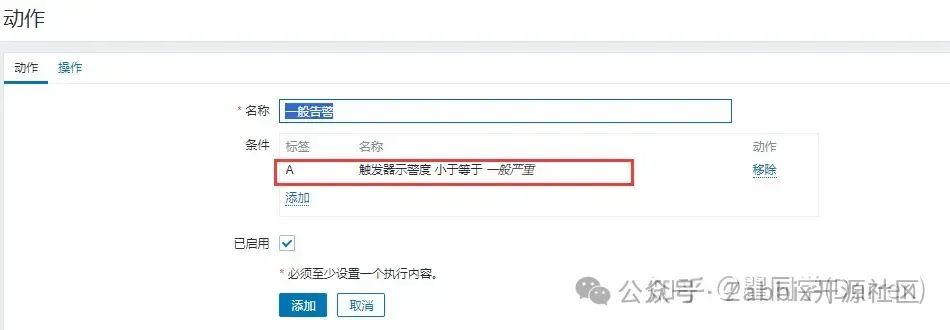 动作
动作 操作
* 名称 一般告警
条件 标签 名称 动作
A 触发器示警度 小于等于 一般严重 移除
添加
已启用
* 必须至少设置一个执行内容。
添加 取消
公众号 · Zabbix开源社区